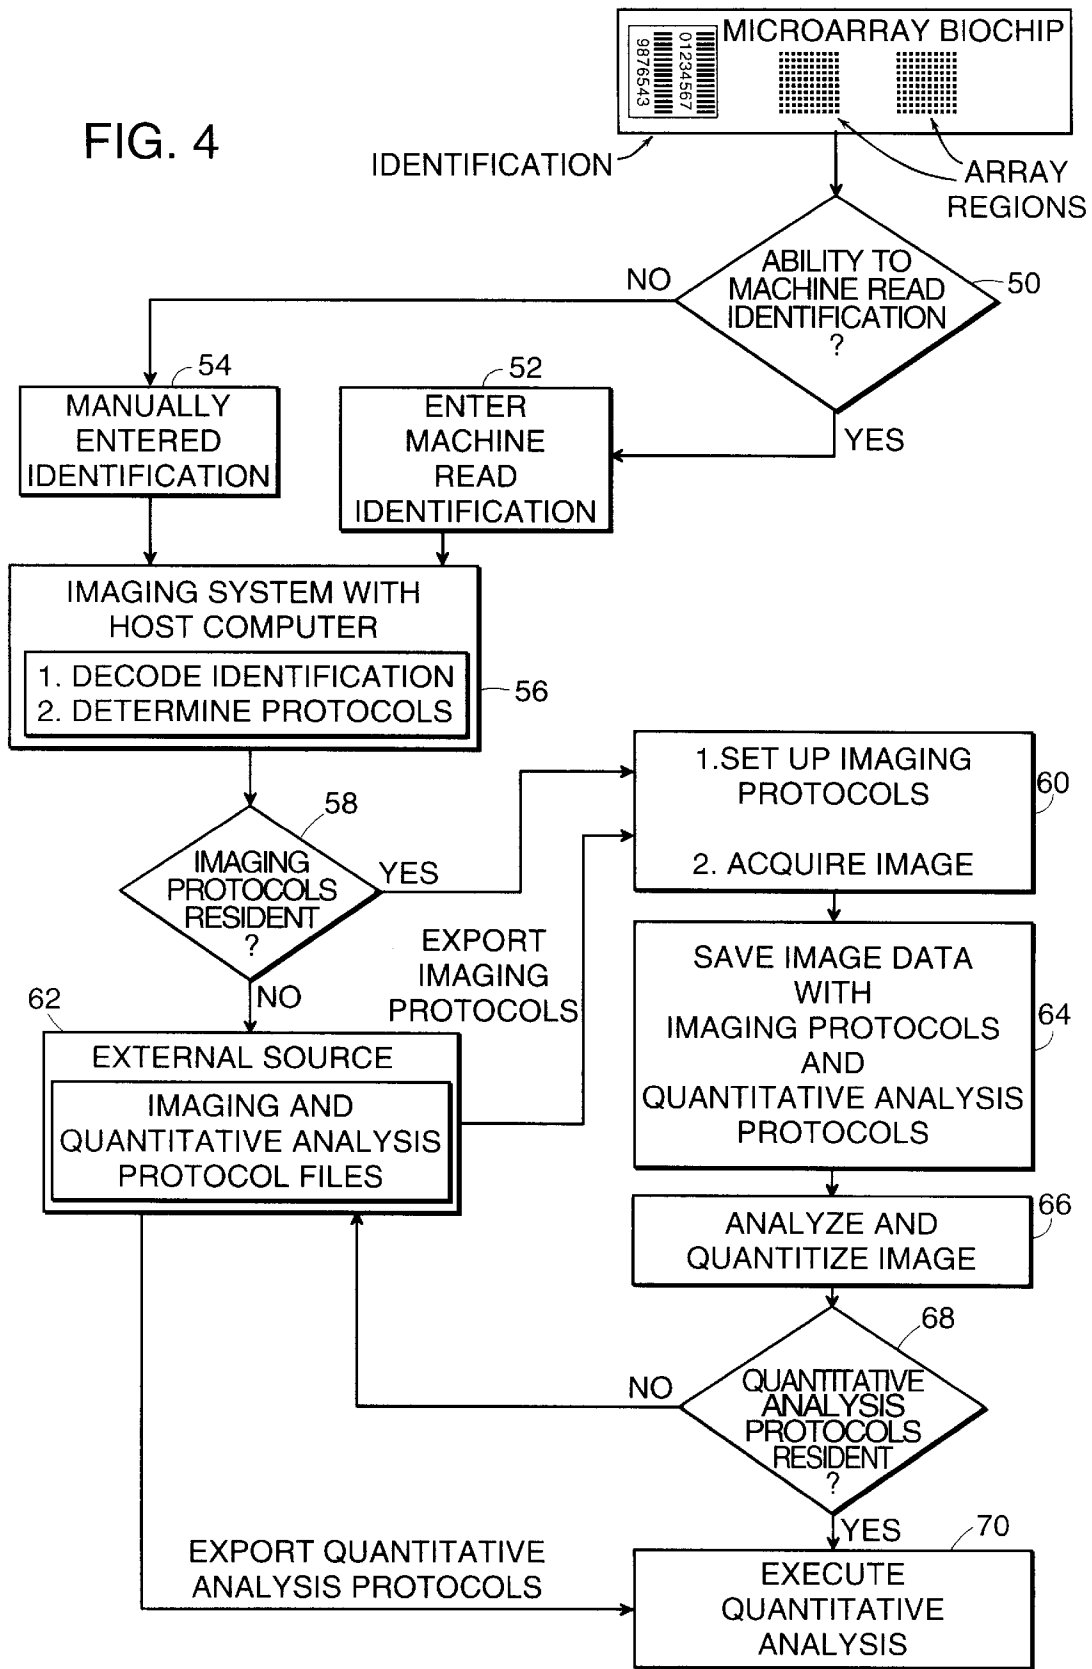 MICROARRAY BIOCHIP
01234567
9876543
FIG. 4
IDENTIFICATION
ARRAY
REGIONS
ABILITY TO
MACHINE READ
IDENTIFICATION
?
50
NO
YES
54
MANUALLY
ENTERED
IDENTIFICATION
52
ENTER
MACHINE
READ
IDENTIFICATION
IMAGING SYSTEM WITH
HOST COMPUTER
1. DECODE IDENTIFICATION
2. DETERMINE PROTOCOLS
56
58
IMAGING
PROTOCOLS
RESIDENT
?
YES
NO
1.SET UP IMAGING
PROTOCOLS
2. ACQUIRE IMAGE
60
EXPORT
IMAGING
PROTOCOLS
62
EXTERNAL SOURCE
IMAGING AND
QUANTITATIVE ANALYSIS
PROTOCOL FILES
SAVE IMAGE DATA
WITH
IMAGING PROTOCOLS
AND
QUANTITATIVE ANALYSIS
PROTOCOLS
64
ANALYZE AND
QUANTITIZE IMAGE
66
68
QUANTITATIVE
ANALYSIS
PROTOCOLS
RESIDENT
?
NO
YES
EXPORT QUANTITATIVE
ANALYSIS PROTOCOLS
70
EXECUTE
QUANTITATIVE
ANALYSIS